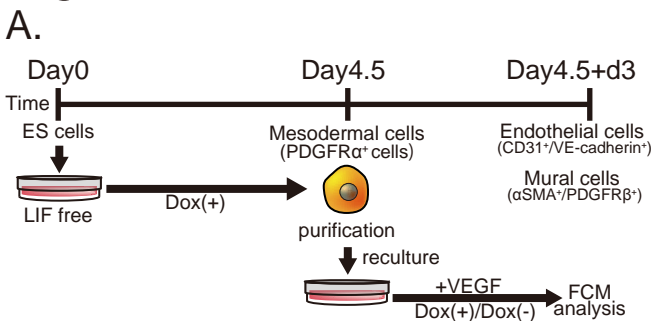 A.
Day0 Day4.5 Day4.5+d3
Time
ES cells
Mesodermal cells
(PDGFRα⁺ cells)
Endothelial cells
(CD31⁺/VE-cadherin⁺)
Mural cells
(αSMA⁺/PDGFRβ⁺)
LIF free
Dox(+)
purification
reculture
+VEGF
Dox(+)/Dox(-)
FCM
analysis